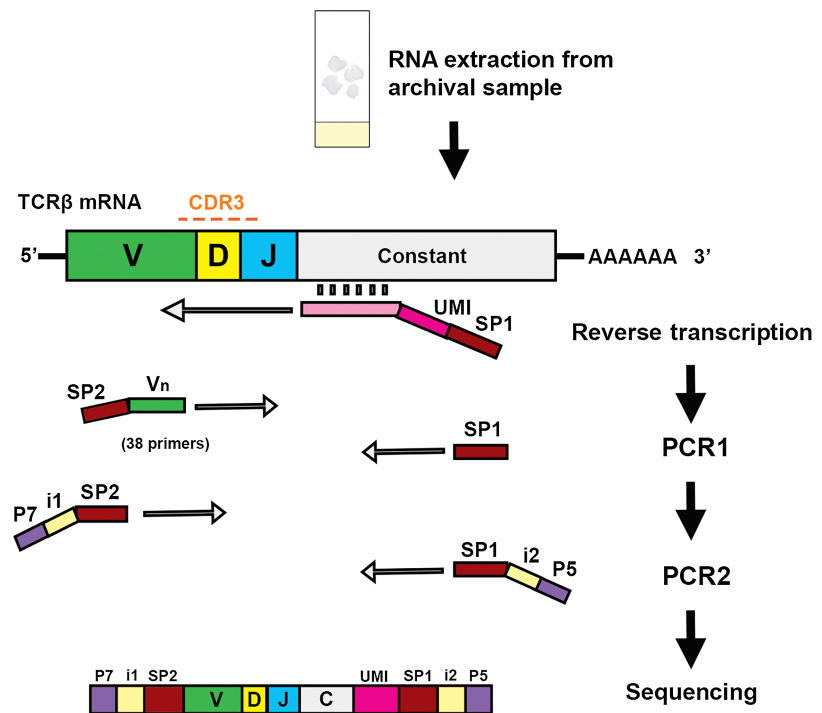 RNA extraction from
archival sample
TCRβ mRNA
CDR3
5’
V
D
J
Constant
AAAAAA 3’
UMI
SP1
Reverse transcription
SP2
Vn
(38 primers)
SP1
PCR1
P7
i1
SP2
SP1
i2
P5
PCR2
P7 i1 SP2 UMI SP1 i2 P5
V D J C
Sequencing